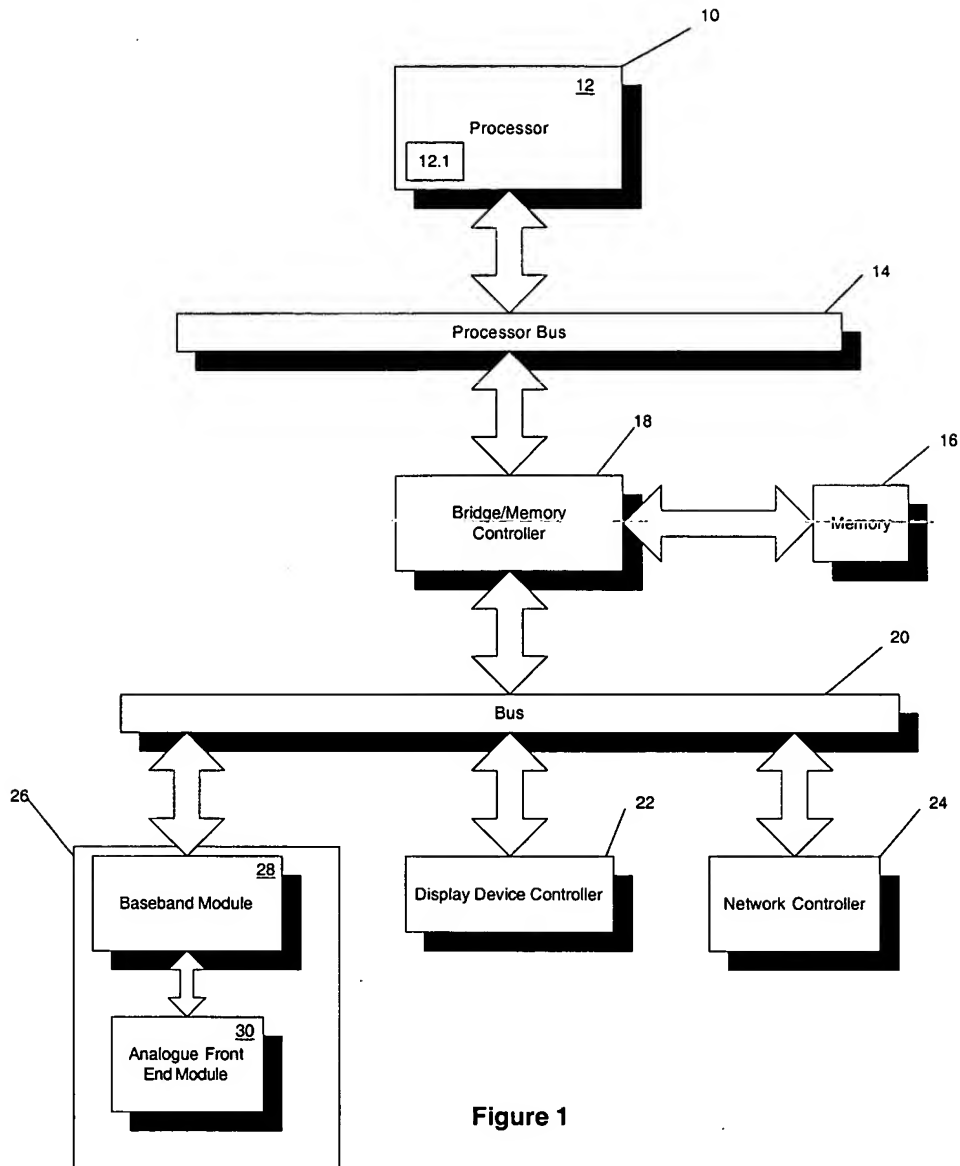 10
12
Processor
12.1
14
Processor Bus
18
16
Bridge/Memory
Controller
Memory
20
Bus
26
22
24
28
Baseband Module
Display Device Controller
Network Controller
30
Analogue Front
End Module
Figure 1